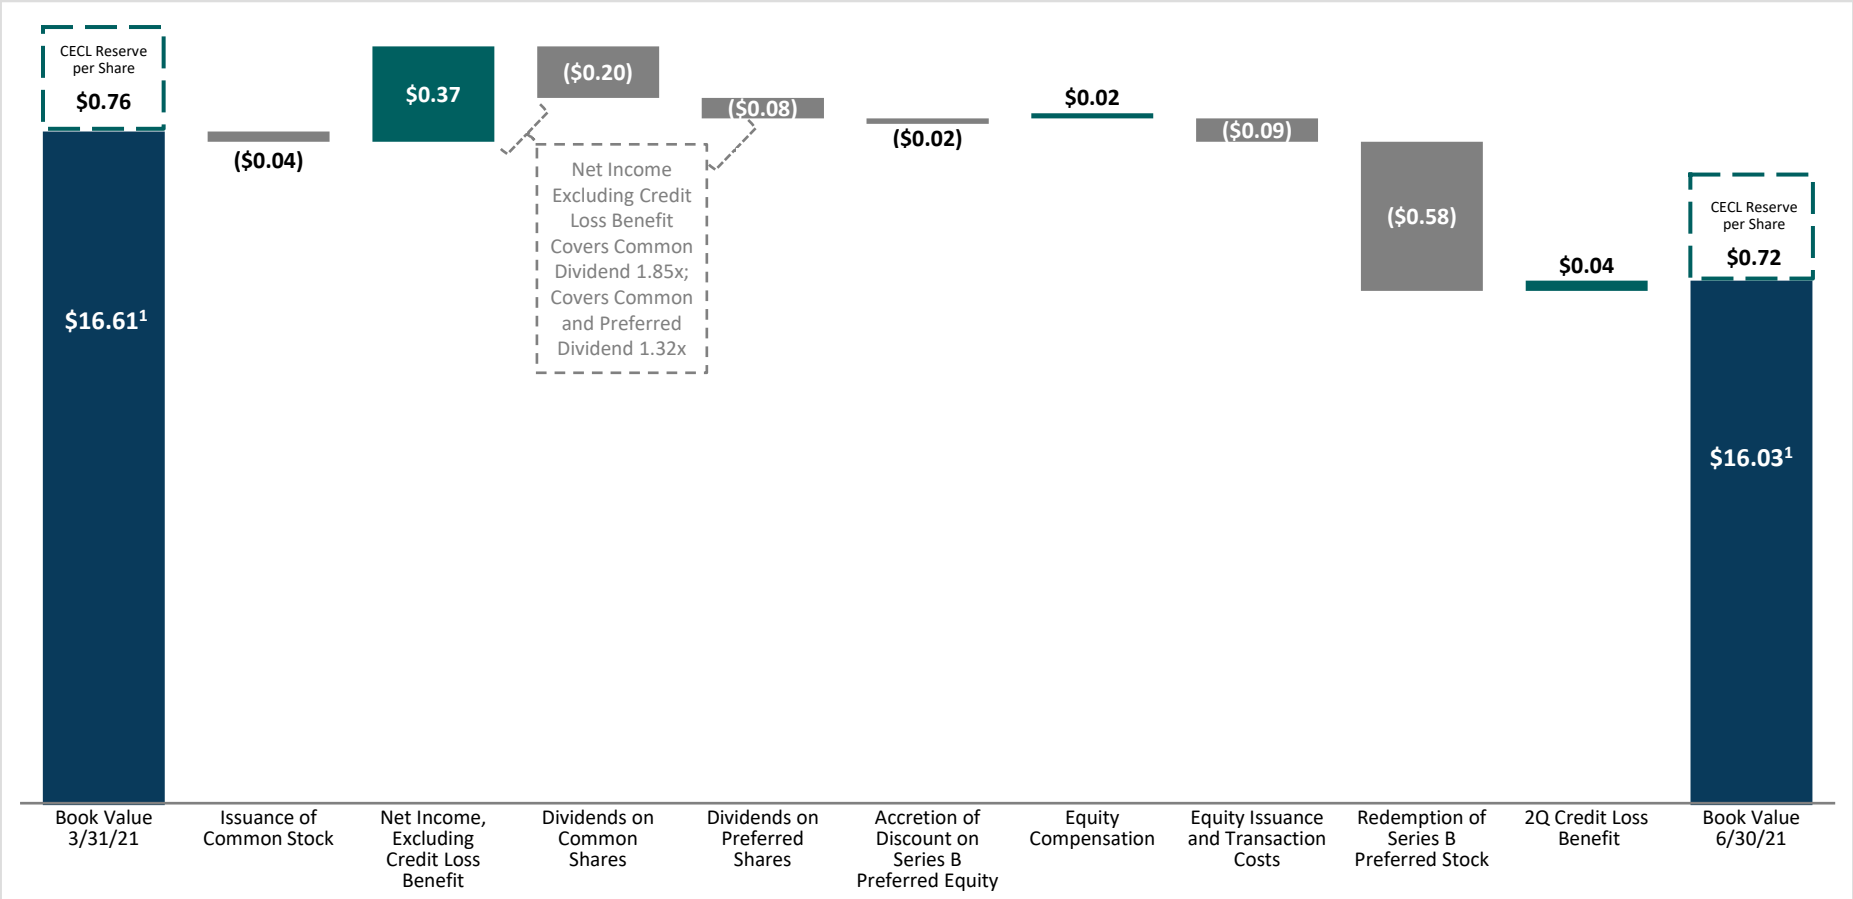 CECL Reserve
per Share
$0.76
$16.61¹
($0.04)
$0.37
($0.20)
($0.08)
Net Income
Excluding Credit
Loss Benefit
Covers Common
Dividend 1.85x;
Covers Common
and Preferred
Dividend 1.32x
($0.02)
$0.02
($0.09)
($0.58)
$0.04
CECL Reserve
per Share
$0.72
$16.03¹
Book Value
3/31/21
Issuance of
Common Stock
Net Income,
Excluding
Credit Loss
Benefit
Dividends on
Common
Shares
Dividends on
Preferred
Shares
Accretion of
Discount on
Series B
Preferred Equity
Equity
Compensation
Equity Issuance
and Transaction
Costs
Redemption of
Series B
Preferred Stock
2Q Credit Loss
Benefit
Book Value
6/30/21